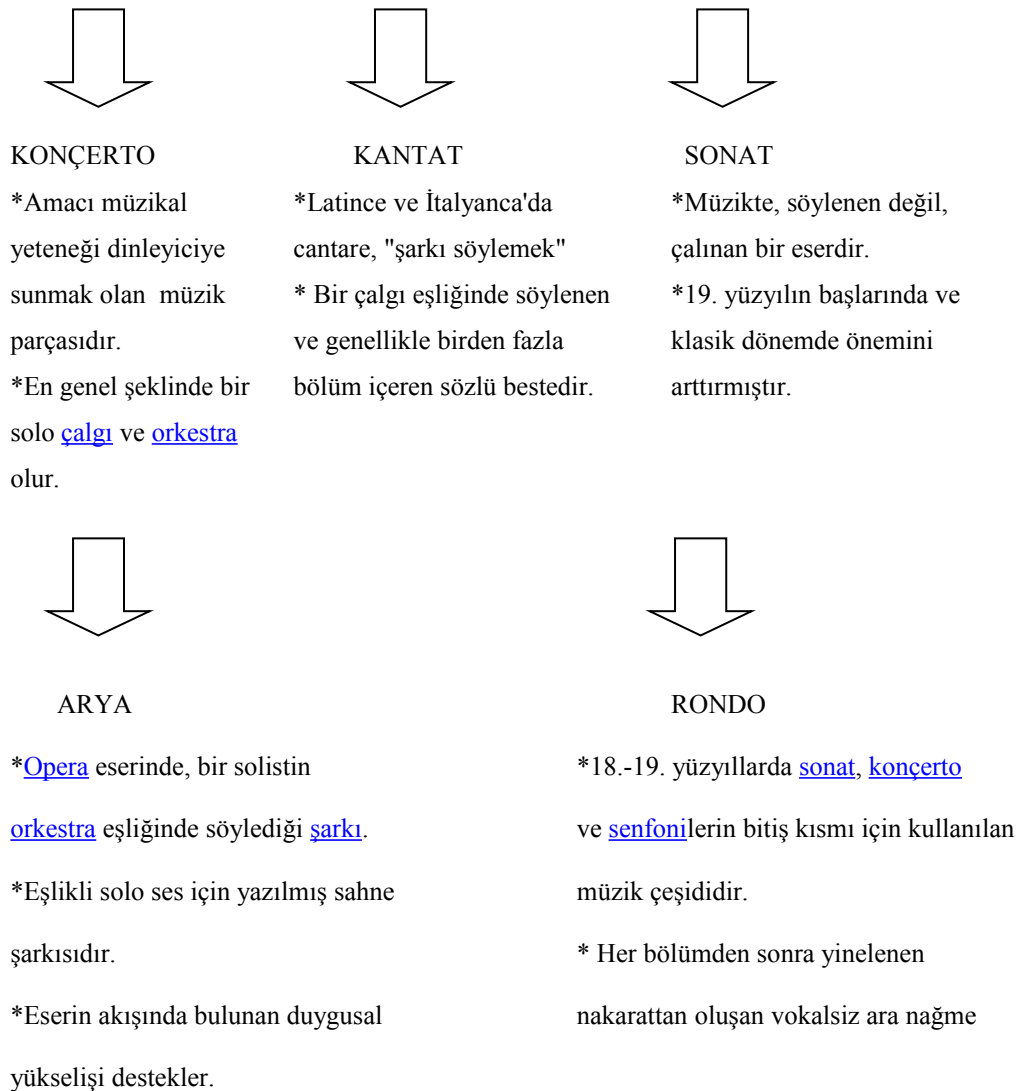 KONÇERTO
*Amacı müzikal
yeteneği dinleyiciye
sunmak olan müzik
parçasıdır.
*En genel şeklinde bir
solo çalgı ve orkestra
olur.
KANTAT
*Latince ve İtalyanca'da
cantare, "şarkı söylemek"
* Bir çalgı eşliğinde söylenen
ve genellikle birden fazla
bölüm içeren sözlü bestedir.
SONAT
*Müzikte, söylenen değil,
çalınan bir eserdir.
*19. yüzyılın başlarında ve
klasik dönemde önemini
arttırmıştır.
ARYA
*Opera eserinde, bir solistin
orkestra eşliğinde söylediği şarkı.
*Eşlikli solo ses için yazılmış sahne
şarkısıdır.
*Eserin akışında bulunan duygusal
yükselişi destekler.
RONDO
*18.-19. yüzyıllarda sonat, konçerto
ve senfonilerin bitiş kısmı için kullanılan
müzik çeşididir.
* Her bölümden sonra yinelenen
nakarattan oluşan vokalsiz ara nağme